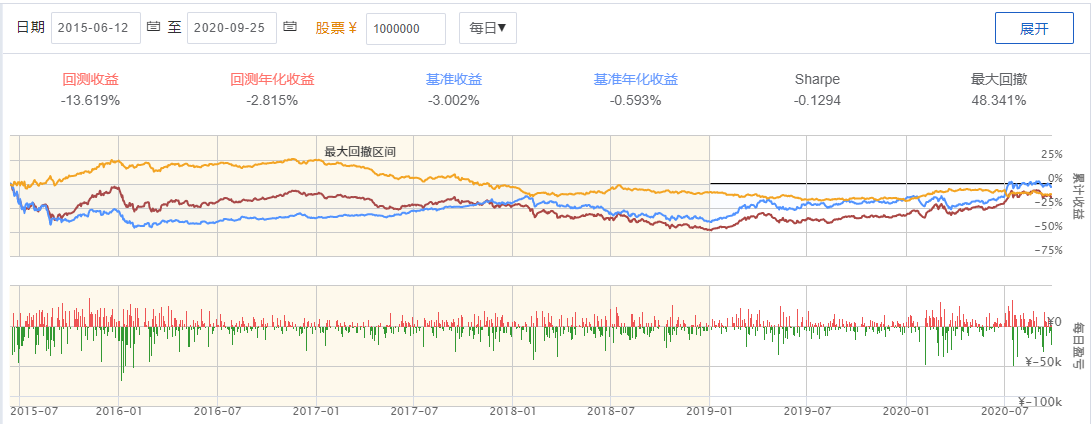 日期 2015-06-12 至 2020-09-25 股票 ¥ 1000000 每日▼ 展开
回测收益 回测年化收益 基准收益 基准年化收益 Sharpe 最大回撤
-13.619% -2.815% -3.002% -0.593% -0.1294 48.341%
最大回撤区间
25%
0%
-25%
-50%
-75%
累计收益
¥0
¥-50k
¥-100k
每日盈亏
2015-07 2016-01 2016-07 2017-01 2017-07 2018-01 2018-07 2019-01 2019-07 2020-01 2020-07